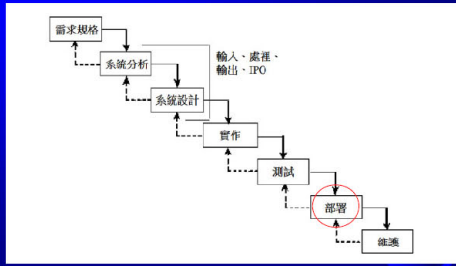 需求規格
系統分析
輸入、處裡、
輸出、IPO
系統設計
實作
測試
部署
維護